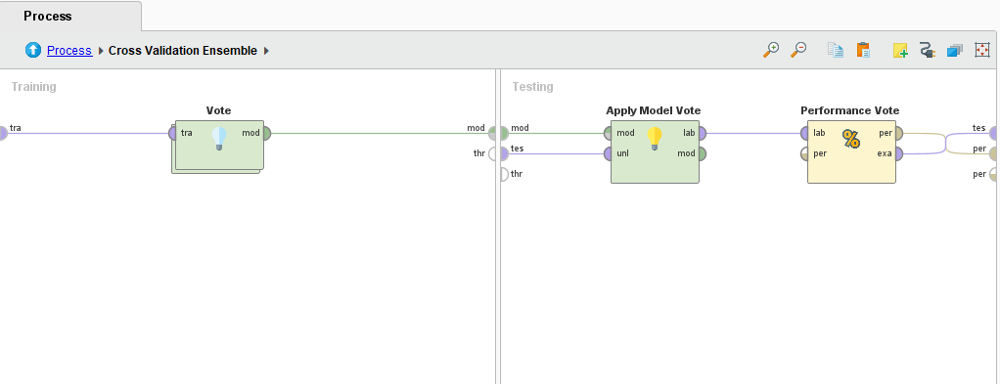 Process
Process Cross Validation Ensemble
Training
Testing
Vote
Apply Model Vote
Performance Vote
tra
tra mod
mod
thr
mod
tes
thr
mod lab
unl mod
lab per
per exa
tes
per
per